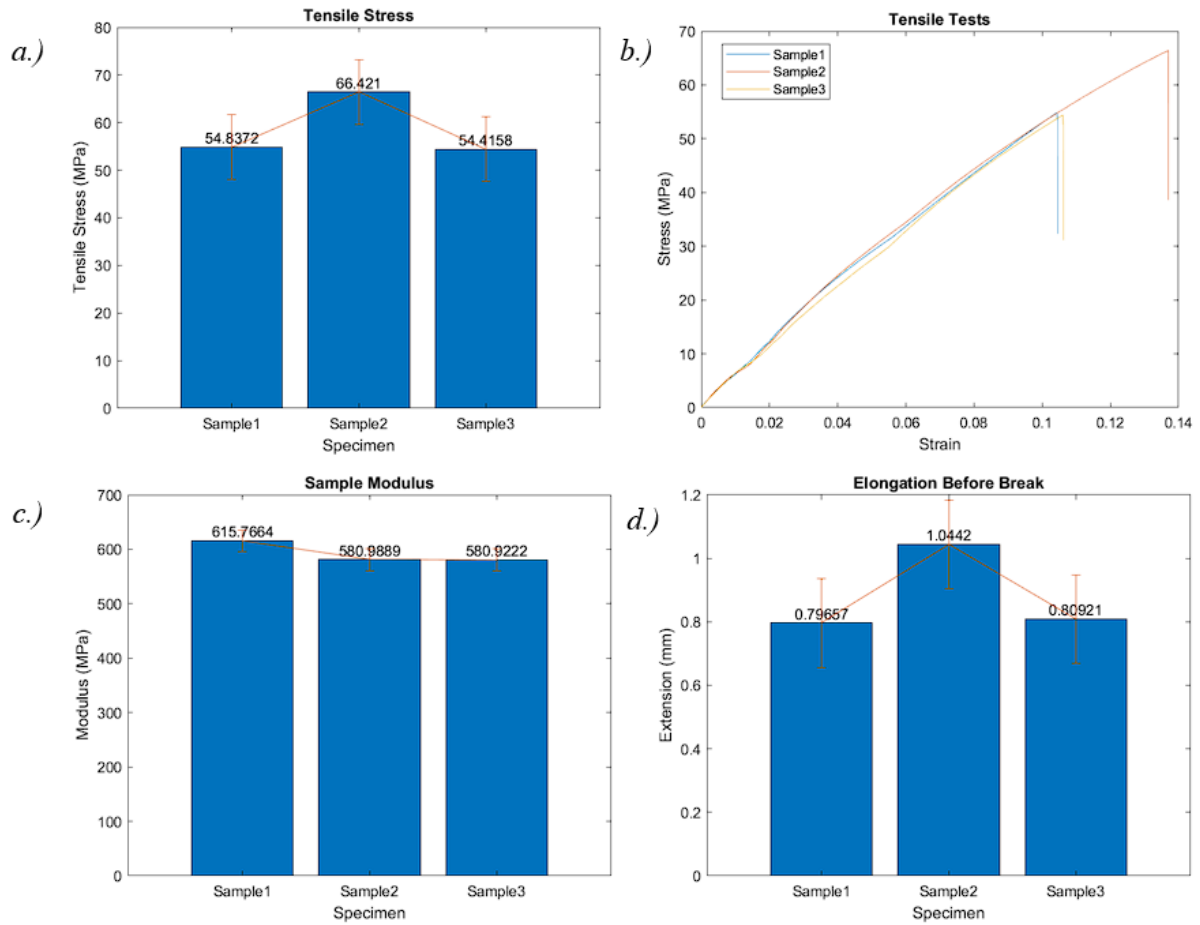 a.)
Tensile Stress
80
70
60
50
40
30
20
10
0
Tensile Stress (MPa)
54.8372
66.421
54.4158
Sample1
Sample2
Sample3
Specimen
b.)
Tensile Tests
70
60
50
40
30
20
10
0
Stress (MPa)
Sample1
Sample2
Sample3
0
0.02
0.04
0.06
0.08
0.1
0.12
0.14
Strain
c.)
Sample Modulus
700
600
500
400
300
200
100
0
Modulus (MPa)
615.7664
580.9889
580.9222
Sample1
Sample2
Sample3
Specimen
d.)
Elongation Before Break
1.2
1
0.8
0.6
0.4
0.2
0
Extension (mm)
0.79657
1.0442
0.80921
Sample1
Sample2
Sample3
Specimen